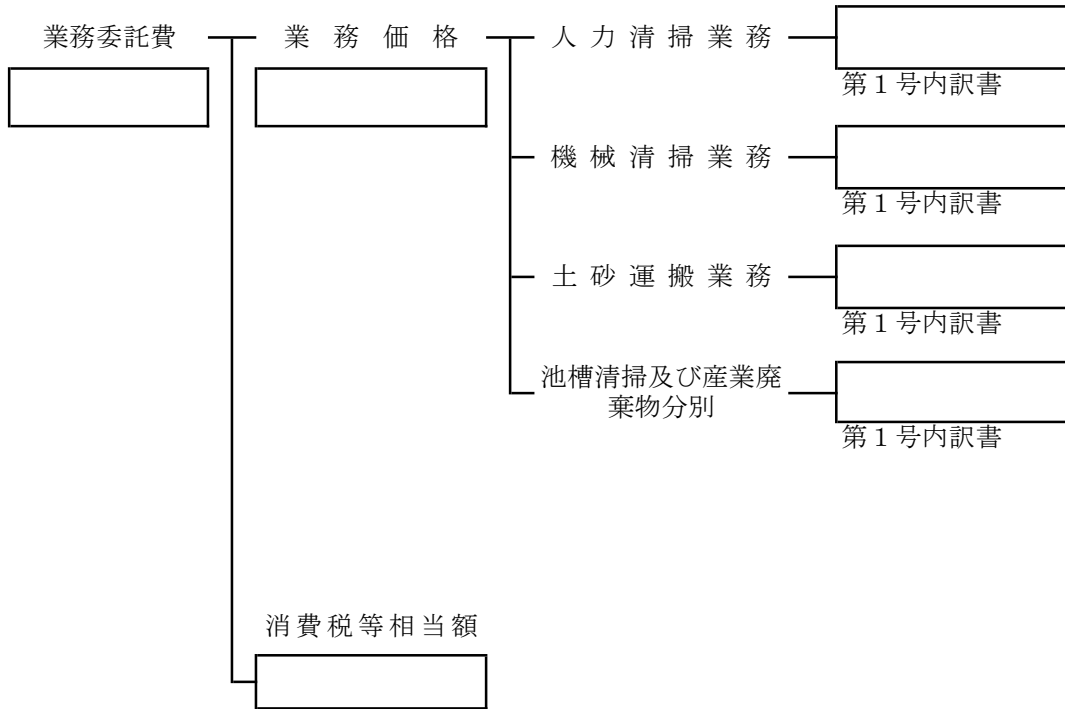 業務委託費
業務価格
人力清掃業務
第１号内訳書
機械清掃業務
第１号内訳書
土砂運搬業務
第１号内訳書
池槽清掃及び産業廃
棄物分別
第１号内訳書
消費税等相当額